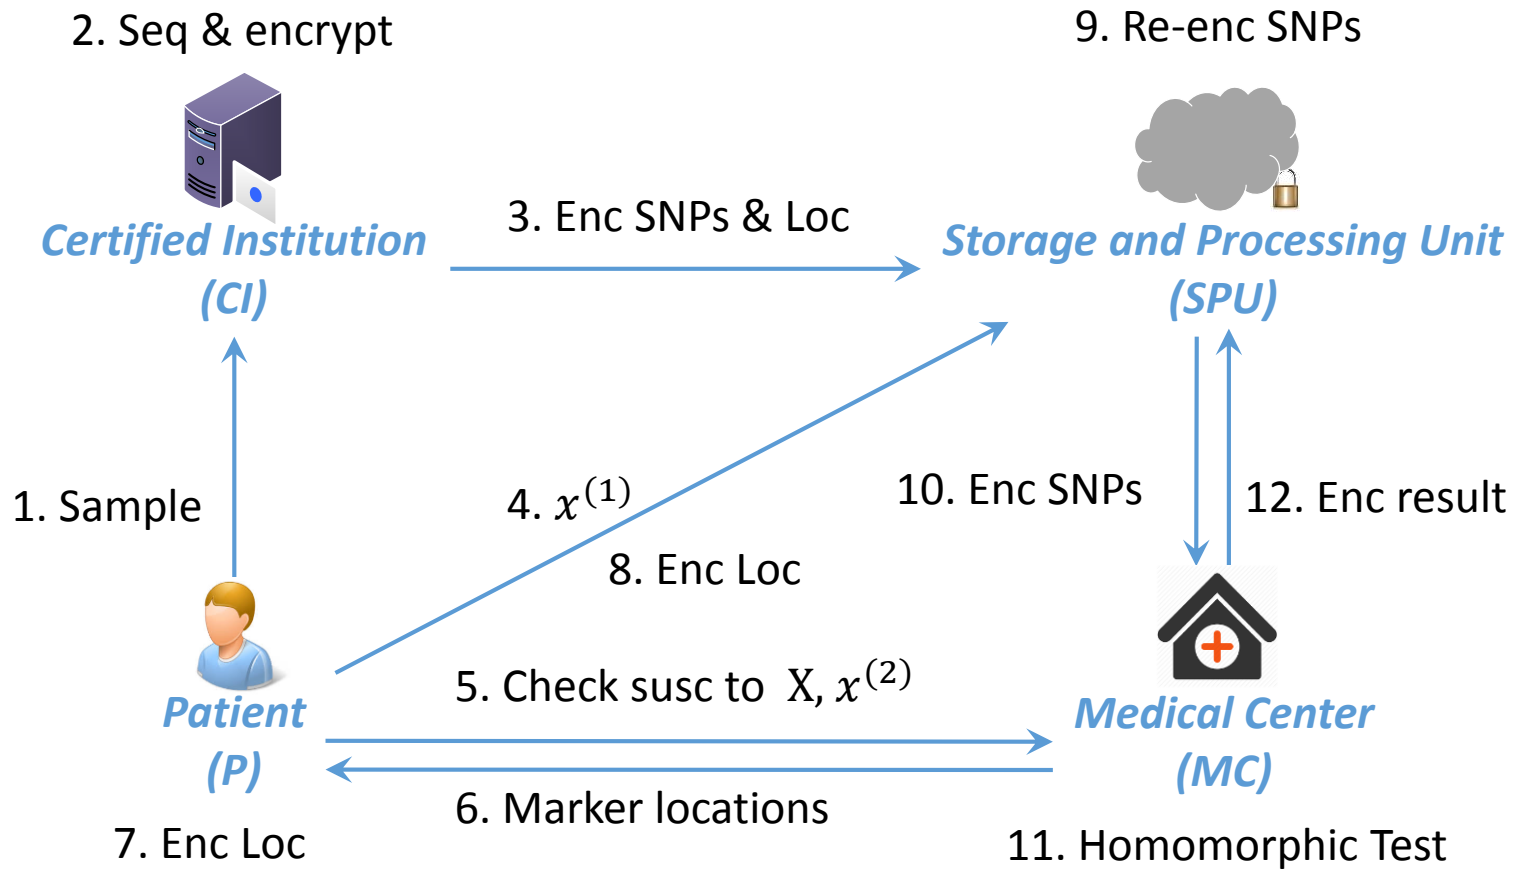 2. Seq & encrypt
9. Re-enc SNPs
Certified Institution
(CI)
3. Enc SNPs & Loc
Storage and Processing Unit
(SPU)
1. Sample
4. x⁽¹⁾
8. Enc Loc
10. Enc SNPs
12. Enc result
5. Check susc to X, x⁽²⁾
Patient
(P)
Medical Center
(MC)
6. Marker locations
7. Enc Loc
11. Homomorphic Test